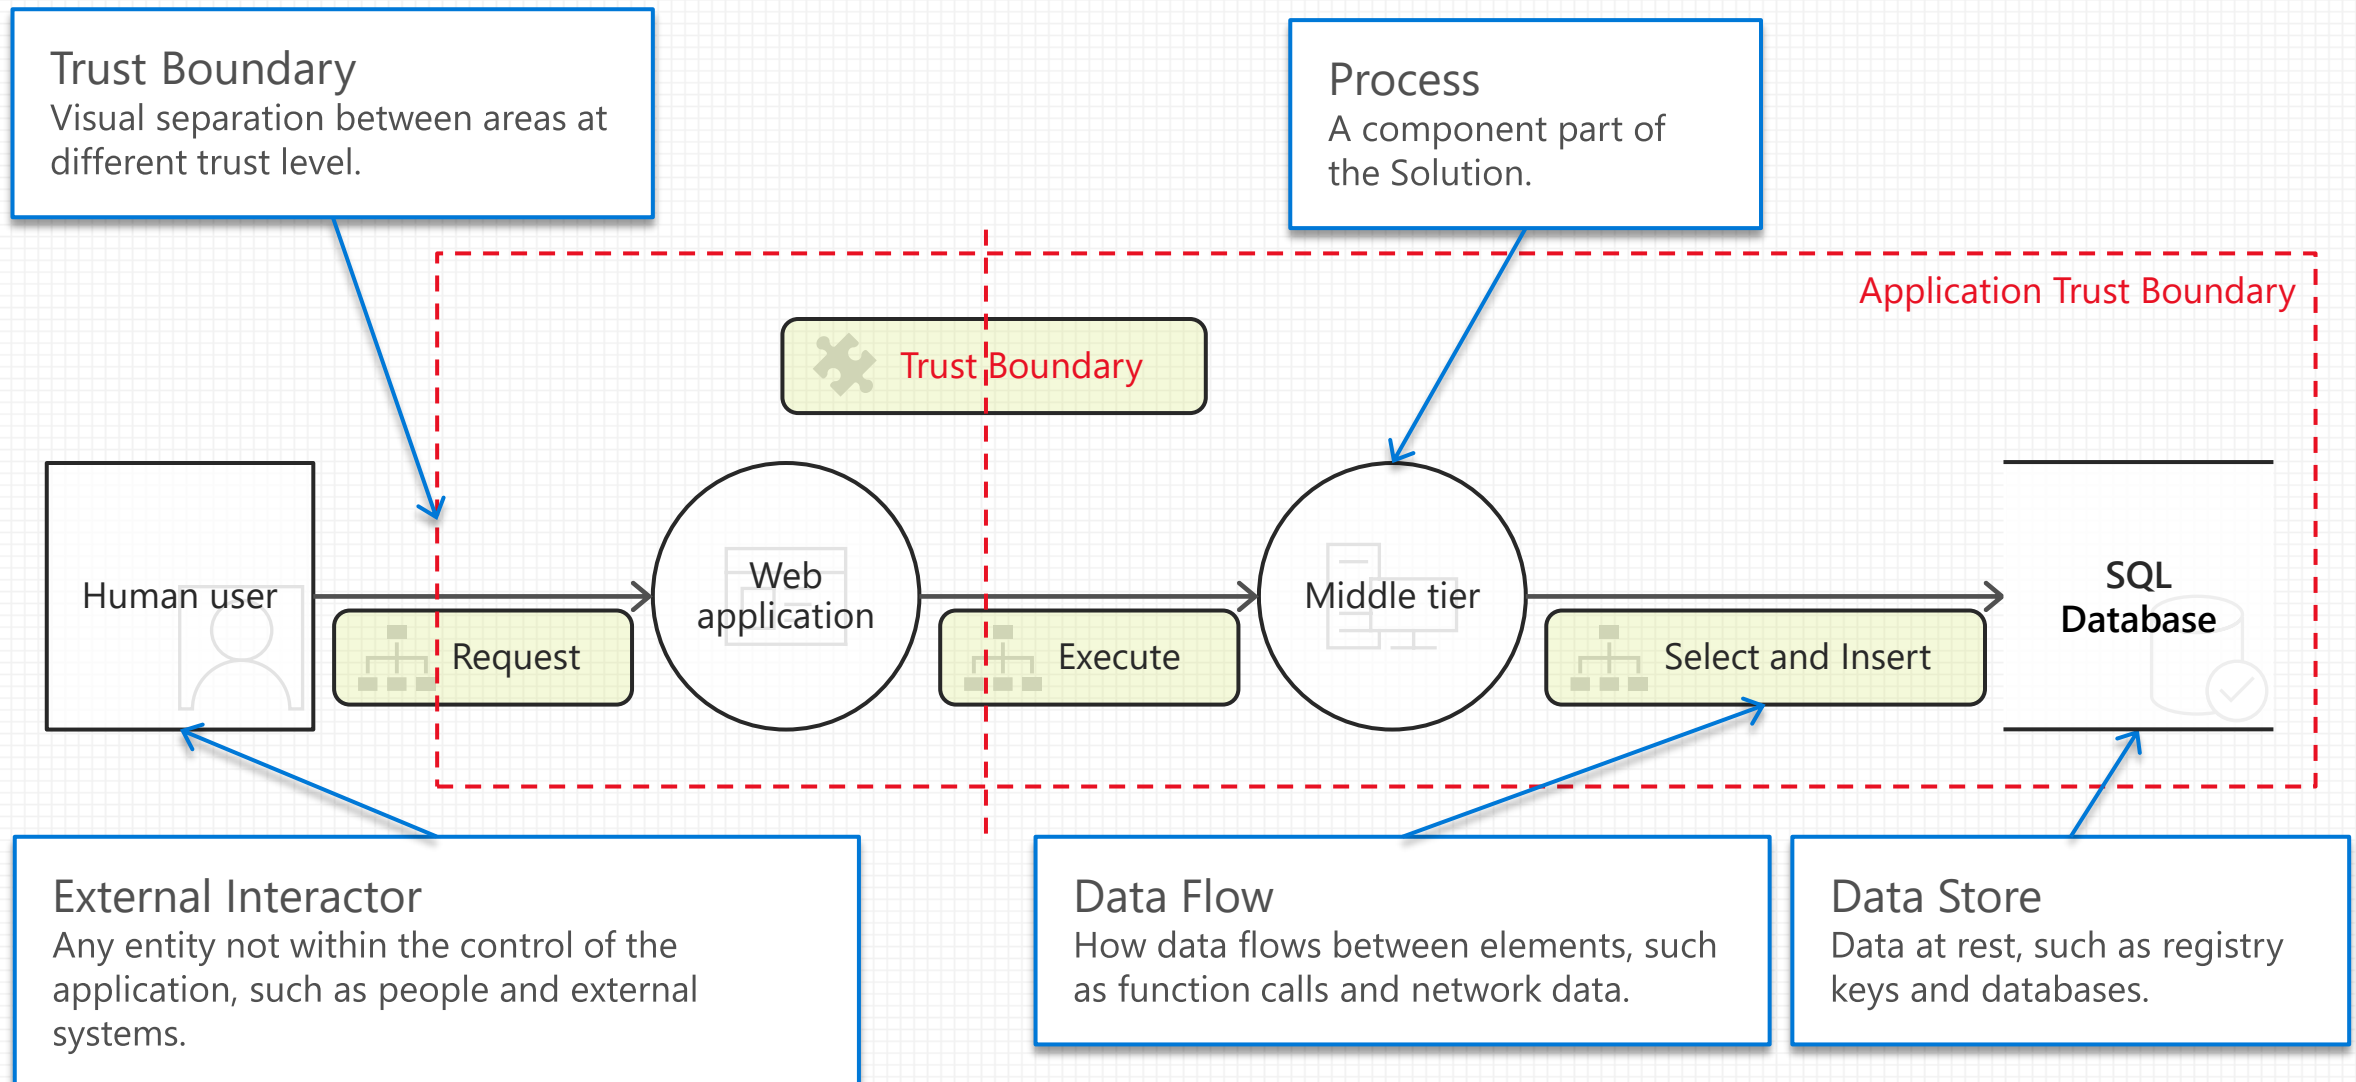 Trust Boundary
Visual separation between areas at
different trust level.
Process
A component part of
the Solution.
Application Trust Boundary
Trust Boundary
Human user
Request
Web
application
Execute
Middle tier
Select and Insert
SQL
Database
External Interactor
Any entity not within the control of the
application, such as people and external
systems.
Data Flow
How data flows between elements, such
as function calls and network data.
Data Store
Data at rest, such as registry
keys and databases.